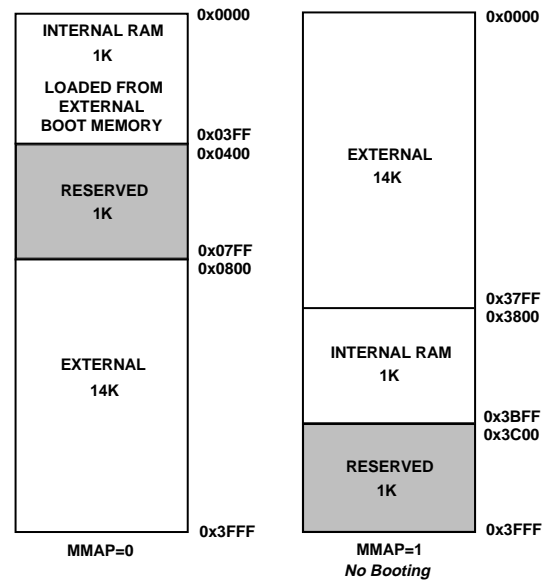 0x0000
INTERNAL RAM
1K
LOADED FROM
EXTERNAL
BOOT MEMORY
0x03FF
0x0400
RESERVED
1K
0x07FF
0x0800
EXTERNAL
14K
0x3FFF
MMAP=0
0x0000
EXTERNAL
14K
0x37FF
0x3800
INTERNAL RAM
1K
0x3BFF
0x3C00
RESERVED
1K
0x3FFF
MMAP=1
No Booting